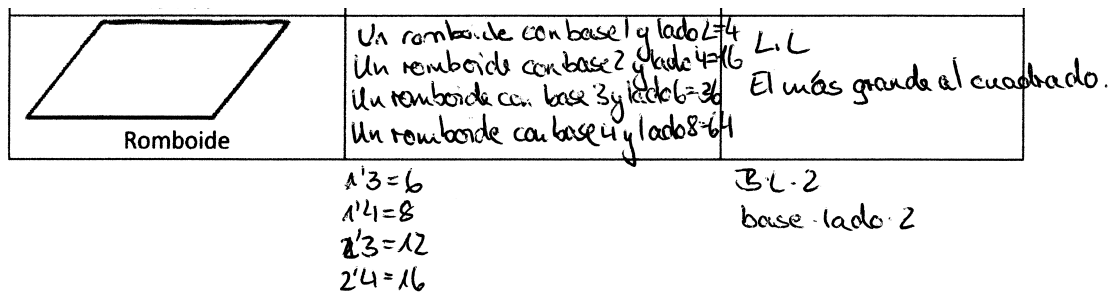 Romboide
Un romboide con base 1 y lado 2=4
Un romboide con base 2 y lado 4=16
Un romboide con base 3 y lado 6=36
Un romboide con base 4 y lado 8=64
L.L
El más grande al cuadrado.
1'3=6
1'4=8
2'3=12
2'4=16
B·L·2
base·lado·2